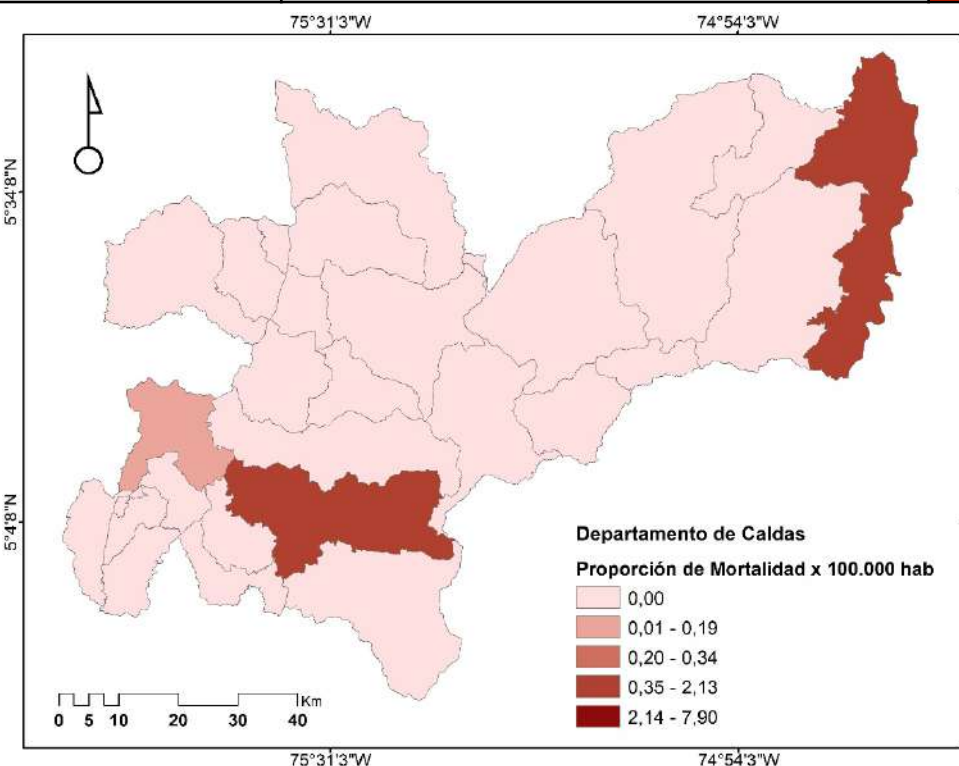 75°31'3"W 74°54'3"W
5°34'8"N
5°4'8"N
Departamento de Caldas
Proporción de Mortalidad x 100.000 hab
0,00
0,01 - 0,19
0,20 - 0,34
0,35 - 2,13
2,14 - 7,90
Km
0 5 10 20 30 40
75°31'3"W 74°54'3"W